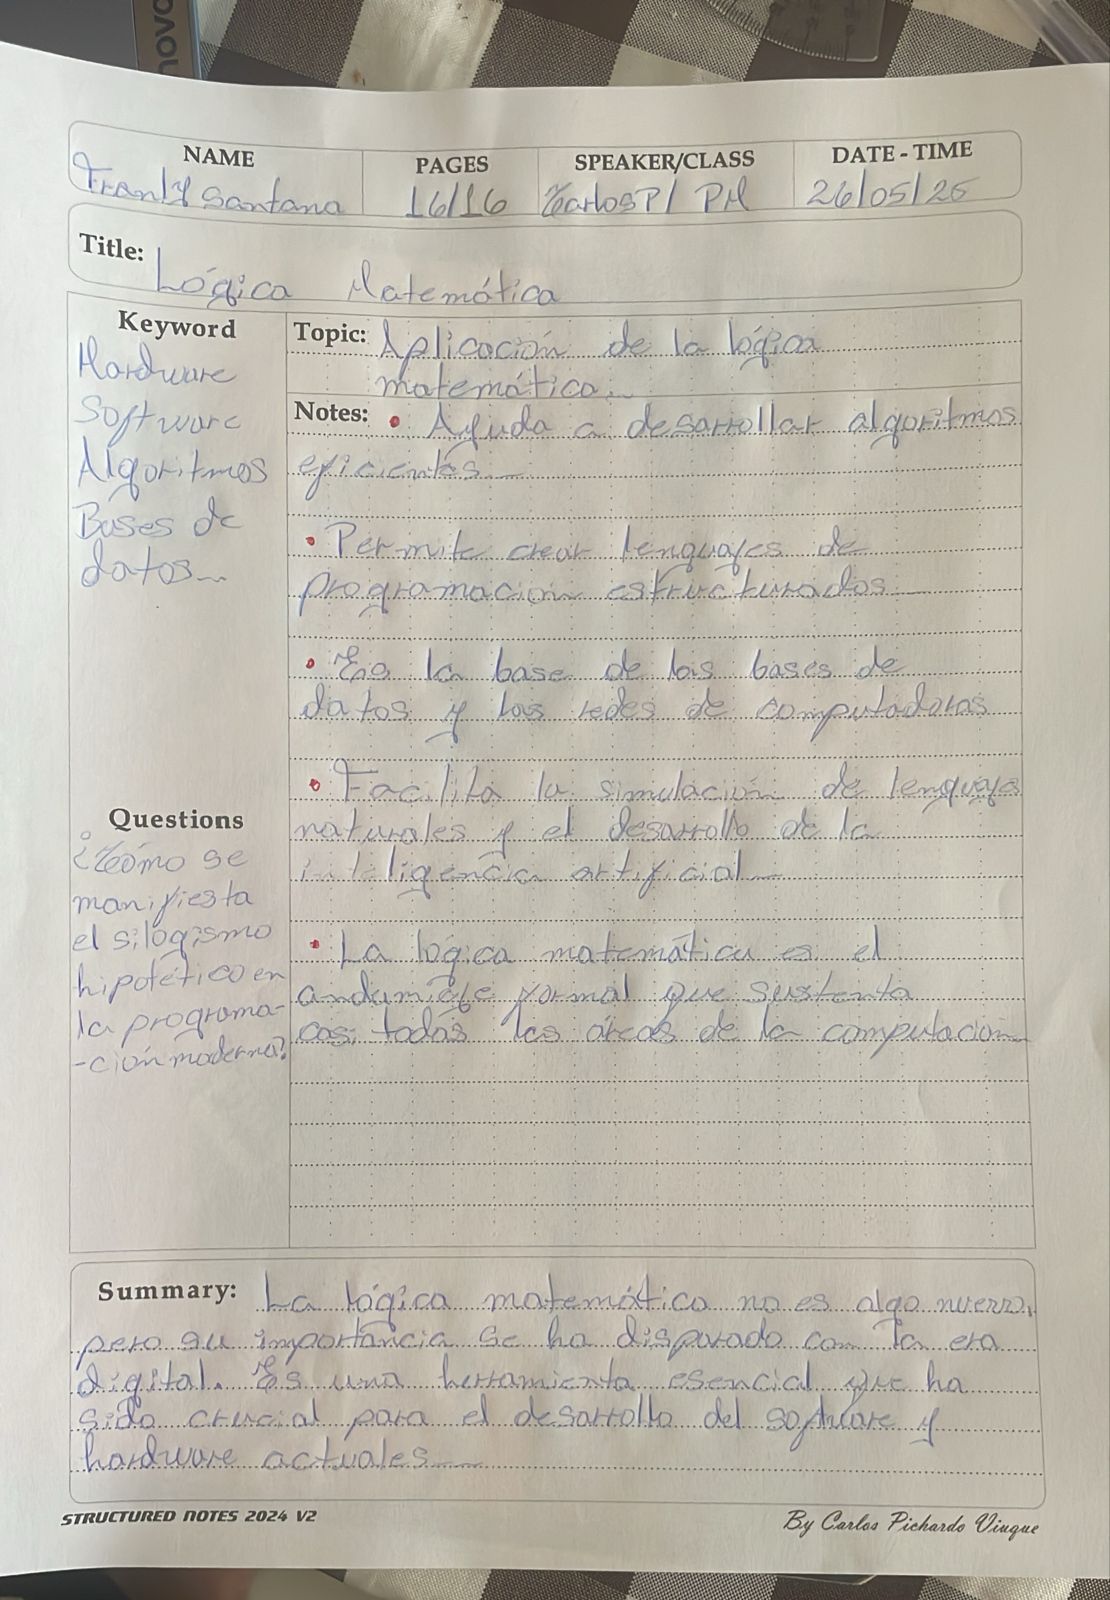 novo
NAME
PAGES
SPEAKER/CLASS
DATE - TIME
Franly Santana
16/16
CarlosP/ PM
26/05/25
Title:
Lógica Matemática
Keyword
Hardware
Software
Algoritmos
Bases de
datos
Topic: Aplicación de la lógica
matemática.
Notes: • Ayuda a desarrollar algoritmos
eficientes
• Permite crear lenguajes de
programación estructurados
• Es la base de las bases de
datos y las redes de computadoras
• Facilita la simulación de lenguajes
naturales y el desarrollo de la
inteligencia artificial
• La lógica matemática es el
andamiaje formal que sustenta
casi todas las áreas de la computación
Questions
¿Cómo se
manifiesta
el silogismo
hipotético en
la programa-
-ción moderna?
Summary: La lógica matemática no es algo nuevo,
pero su importancia se ha disparado con la era
digital. Es una herramienta esencial que ha
sido crucial para el desarrollo del software y
hardware actuales
STRUCTURED NOTES 2024 V2
By Carlos Pichardo Viuque